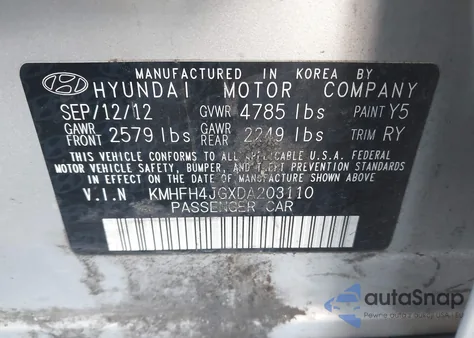 MANUFACTURED IN KOREA BY
HYUNDAI MOTOR COMPANY
SEP/12/12 GVWR 4785 lbs PAINT Y5
GAWR FRONT 2579 lbs GAWR REAR 2249 lbs TRIM RY
THIS VEHICLE CONFORMS TO ALL APPLICABLE U.S.A. FEDERAL
MOTOR VEHICLE SAFETY, BUMPER, AND THEFT PREVENTION STANDARDS
IN EFFECT ON THE DATE OF MANUFACTURE SHOWN ABOVE.
V.I.N KMHFH4JGXDA203110
PASSENGER CAR
autoSnap